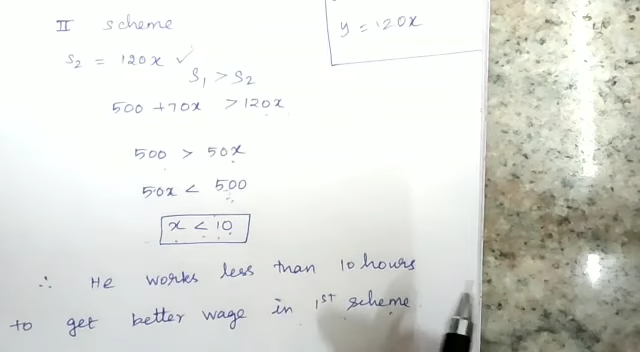 II scheme
y = 120x
S₂ = 120x ✓
S₁ > S₂
500 + 70x > 120x
500 > 50x
50x < 500
x < 10
∴ He works less than 10 hours
to get better wage in 1ST scheme.